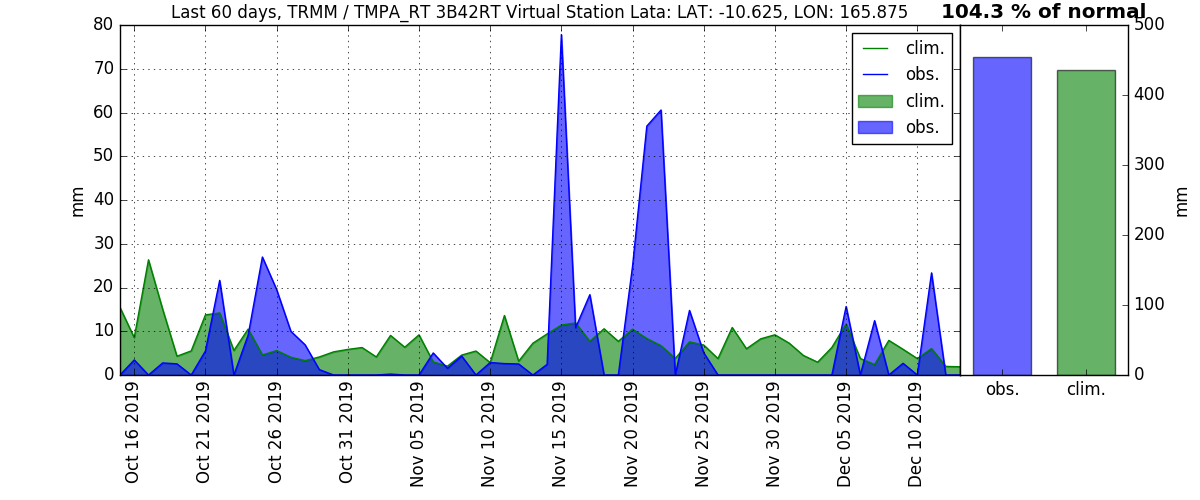 Last 60 days, TRMM / TMPA_RT 3B42RT Virtual Station Lata: LAT: -10.625, LON: 165.875
104.3 % of normal
80
70
60
50
40
30
20
10
0
mm
clim.
obs.
clim.
obs.
500
400
300
200
100
0
mm
obs.
clim.
Oct 16 2019
Oct 21 2019
Oct 26 2019
Oct 31 2019
Nov 05 2019
Nov 10 2019
Nov 15 2019
Nov 20 2019
Nov 25 2019
Nov 30 2019
Dec 05 2019
Dec 10 2019